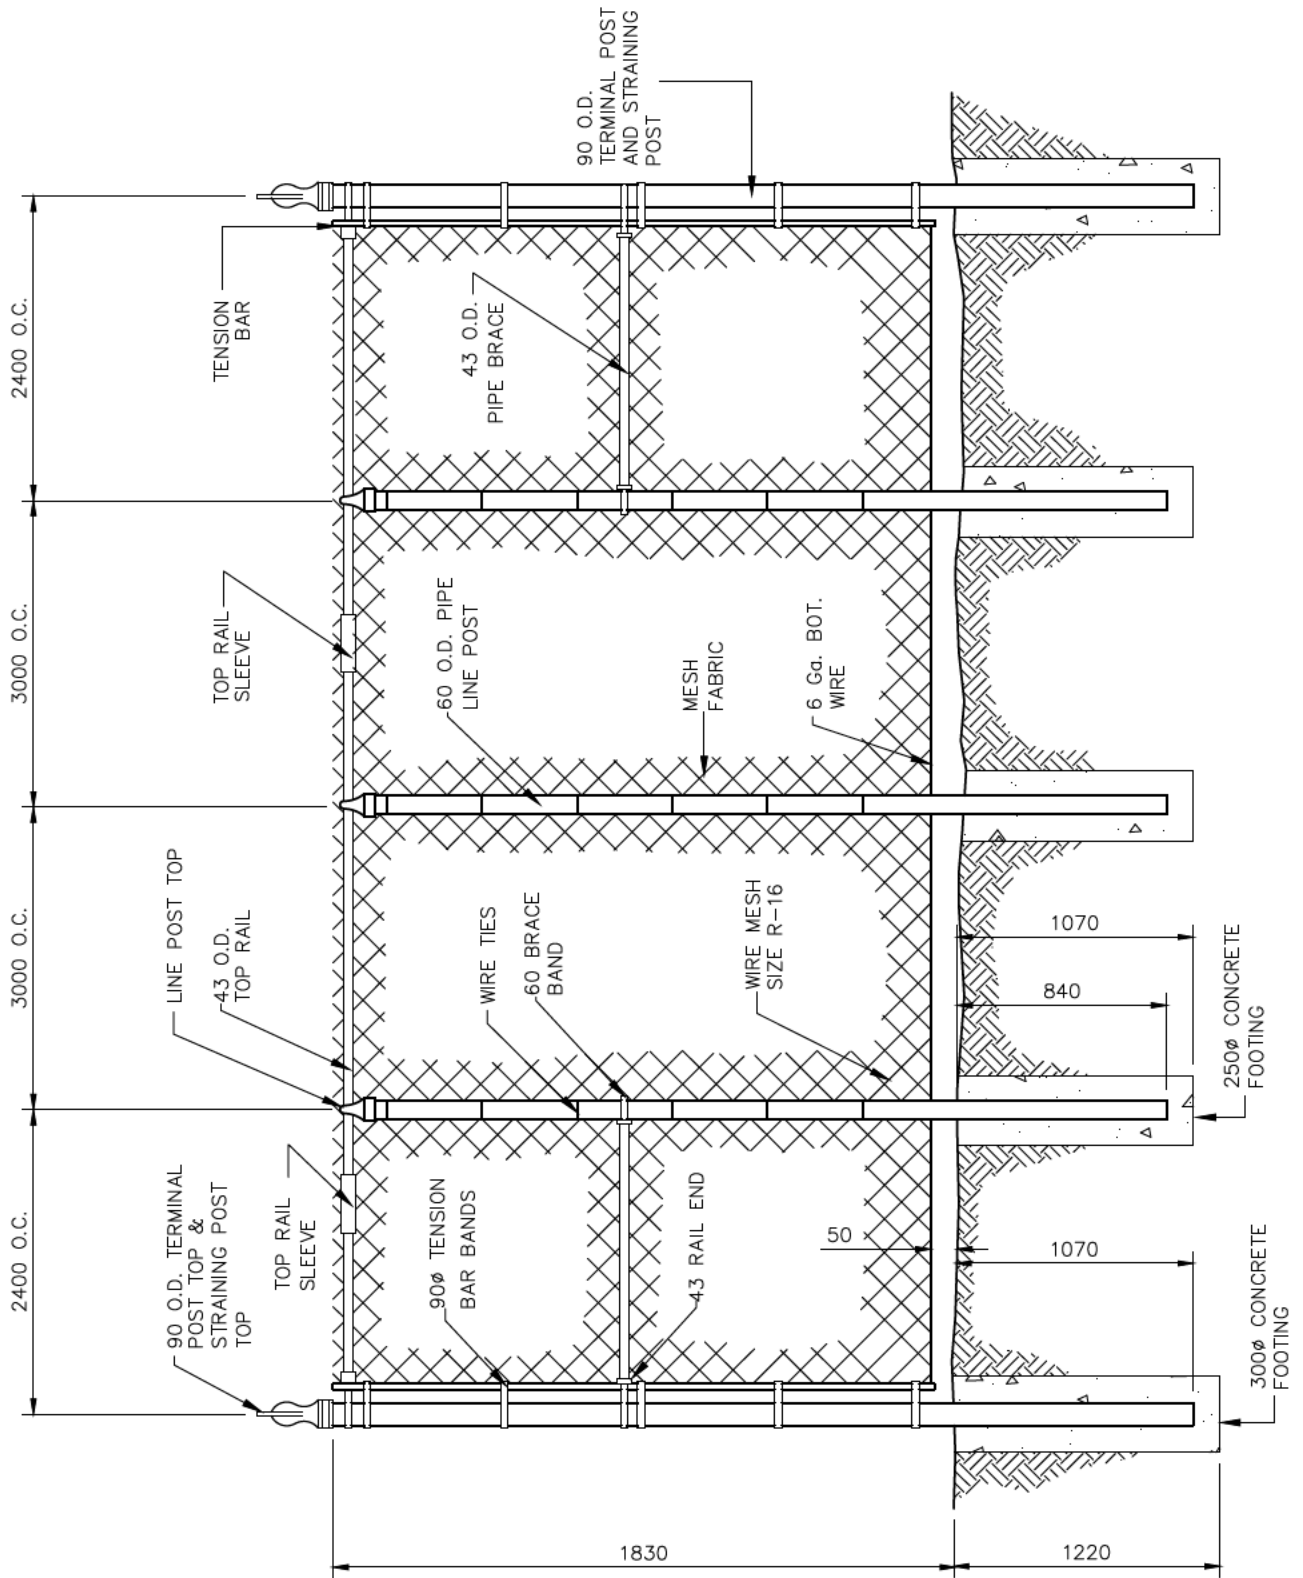 2400 O.C.
3000 O.C.
3000 O.C.
2400 O.C.
90 O.D. TERMINAL
POST TOP &
STRAINING POST
TOP
LINE POST TOP
43 O.D.
TOP RAIL
TOP RAIL
SLEEVE
TENSION
BAR
TOP RAIL
SLEEVE
90Ø TENSION
BAR BANDS
WIRE TIES
60 BRACE
BAND
60 O.D. PIPE
LINE POST
43 O.D.
PIPE BRACE
90 O.D.
TERMINAL POST
AND STRAINING
POST
43 RAIL END
WIRE MESH
SIZE R-16
MESH
FABRIC
6 Ga. BOT.
WIRE
1830
50
1070
840
1070
1220
300Ø CONCRETE
FOOTING
250Ø CONCRETE
FOOTING